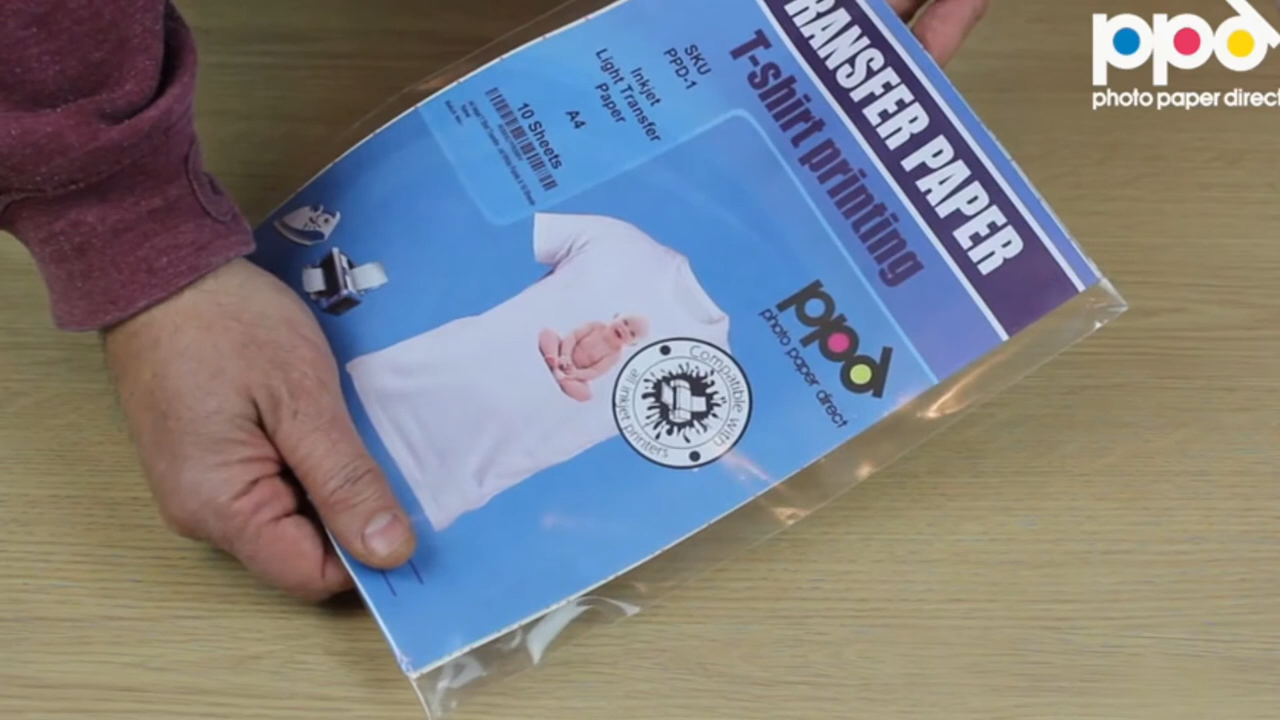 TRANSFER PAPER
T-shirt printing
SKU
PPD-1
Inkjet
Light Transfer
Paper
A4
10 Sheets
ppd
photo paper direct
Compatible with
all inkjet printers
ppd
photo paper direct